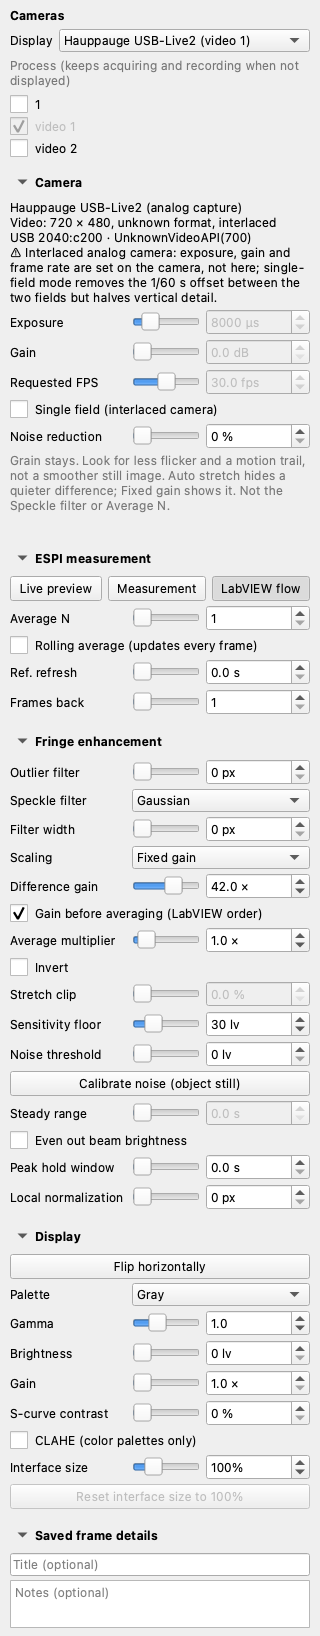 Cameras
Display Hauppauge USB-Live2 (video 1)
Process (keeps acquiring and recording when not
displayed)
1
video 1
video 2
Camera
Hauppauge USB-Live2 (analog capture)
Video: 720 × 480, unknown format, interlaced
USB 2040:c200 · UnknownVideoAPI(700)
⚠ Interlaced analog camera: exposure, gain and
frame rate are set on the camera, not here; single-
field mode removes the 1/60 s offset between the
two fields but halves vertical detail.
Exposure 8000 µs
Gain 0.0 dB
Requested FPS 30.0 fps
Single field (interlaced camera)
Noise reduction 0 %
Grain stays. Look for less flicker and a motion trail,
not a smoother still image. Auto stretch hides a
quieter difference; Fixed gain shows it. Not the
Speckle filter or Average N.
ESPI measurement
Live preview Measurement LabVIEW flow
Average N 1
Rolling average (updates every frame)
Ref. refresh 0.0 s
Frames back 1
Fringe enhancement
Outlier filter 0 px
Speckle filter Gaussian
Filter width 0 px
Scaling Fixed gain
Difference gain 42.0 ×
Gain before averaging (LabVIEW order)
Average multiplier 1.0 ×
Invert
Stretch clip 0.0 %
Sensitivity floor 30 lv
Noise threshold 0 lv
Calibrate noise (object still)
Steady range 0.0 s
Even out beam brightness
Peak hold window 0.0 s
Local normalization 0 px
Display
Flip horizontally
Palette Gray
Gamma 1.0
Brightness 0 lv
Gain 1.0 ×
S-curve contrast 0 %
CLAHE (color palettes only)
Interface size 100%
Reset interface size to 100%
Saved frame details
Title (optional)
Notes (optional)